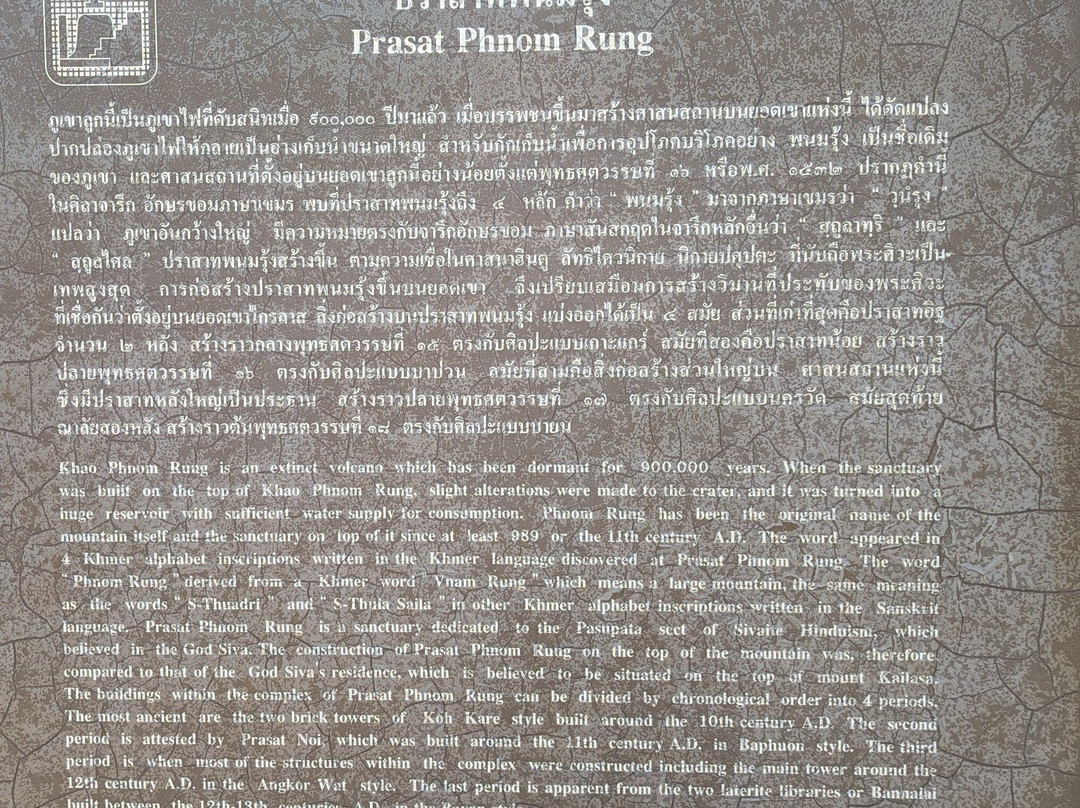 Prasat Phnom Rung
ภูเขาลูกนี้เป็นภูเขาไฟที่ดับสนิทเมื่อ ๙๐๐,๐๐๐ ปีมาแล้ว เมื่อบรรพชนขึ้นมาสร้างศาสนสถานบนยอดเขาแห่งนี้ ได้ดัดแปลง
ปากปล่องภูเขาไฟให้กลายเป็นอ่างเก็บน้ำขนาดใหญ่ สำหรับกักเก็บน้ำเพื่อการอุปโภคบริโภคอย่าง พนมรุ้ง เป็นชื่อเดิม
ของภูเขา และศาสนสถานที่ตั้งอยู่บนยอดเขาลูกนี้อย่างน้อยตั้งแต่พุทธศตวรรษที่ ๑๖ หรือพ.ศ. ๑๕๓๒ ปรากฏคำนี้
ในศิลาจารึก อักษรขอมภาษาเขมร พบที่ปราสาทพนมรุ้งถึง ๔ หลัก คำว่า “ พนมรุ้ง ” มาจากภาษาเขมรว่า “ วฺนํรุง ”
แปลว่า ภูเขาอันกว้างใหญ่ มีความหมายตรงกับจารึกอักษรขอม ภาษาสันสกฤตในจารึกหลักอื่นว่า “ สฺถูลาทฺริ ” และ
“ สฺถูลไศล ” ปราสาทพนมรุ้งสร้างขึ้น ตามความเชื่อในศาสนาฮินดู ลัทธิไศวนิกาย นิกายปศุปตะ ที่นับถือพระศิวะเป็น
เทพสูงสุด การก่อสร้างปราสาทพนมรุ้งขึ้นบนยอดเขา จึงเปรียบเสมือนการสร้างวิมานที่ประทับของพระศิวะ
ที่เชื่อกันว่าตั้งอยู่บนยอดเขาไกรลาส สิ่งก่อสร้างบนปราสาทพนมรุ้ง แบ่งออกได้เป็น ๔ สมัย ส่วนที่เก่าที่สุดคือปราสาทอิฐ
จำนวน ๒ หลัง สร้างราวกลางพุทธศตวรรษที่ ๑๕ ตรงกับศิลปะแบบเกาะแกร์ สมัยที่สองคือปราสาทน้อย สร้างราว
ปลายพุทธศตวรรษที่ ๑๖ ตรงกับศิลปะแบบบาปวน สมัยที่สามคือสิ่งก่อสร้างส่วนใหญ่บน ศาสนสถานแห่งนี้
ซึ่งมีปราสาทหลังใหญ่เป็นประธาน สร้างราวปลายพุทธศตวรรษที่ ๑๗ ตรงกับศิลปะแบบนครวัด สมัยสุดท้าย
ณาลัยสองหลัง สร้างราวต้นพุทธศตวรรษที่ ๑๘ ตรงกับศิลปะแบบบายน
Khao Phnom Rung is an extinct volcano which has been dormant for 900,000 years. When the sanctuary
was built on the top of Khao Phnom Rung, slight alterations were made to the crater, and it was turned into a
huge reservoir with sufficient water supply for consumption. Phnom Rung has been the original name of the
mountain itself and the sanctuary on top of it since at least 989 or the 11th century A.D. The word appeared in
4 Khmer alphabet inscriptions written in the Khmer language discovered at Prasat Phnom Rung. The word
“ Phnom Rung ” derived from a Khmer word “ Vnam Rung ” which means a large mountain, the same meaning
as the words “ S-Thuadri ” and “ S-Thula Saila ” in other Khmer alphabet inscriptions written in the Sanskrit
language. Prasat Phnom Rung is a sanctuary dedicated to the Pasupata sect of Sivaite Hinduism, which
believed in the God Siva. The construction of Prasat Phnom Rung on the top of the mountain was, therefore,
compared to that of the God Siva's residence, which is believed to be situated on the top of mount Kailasa.
The buildings within the complex of Prasat Phnom Rung can be divided by chronological order into 4 periods.
The most ancient are the two brick towers of Koh Kare style built around the 10th century A.D. The second
period is attested by Prasat Noi, which was built around the 11th century A.D. in Baphuon style. The third
period is when most of the structures within the complex were constructed including the main tower around the
12th century A.D. in the Angkor Wat style. The last period is apparent from the two laterite libraries or Bannalai
built between the 12th-13th centuries A.D. in the Bayon style